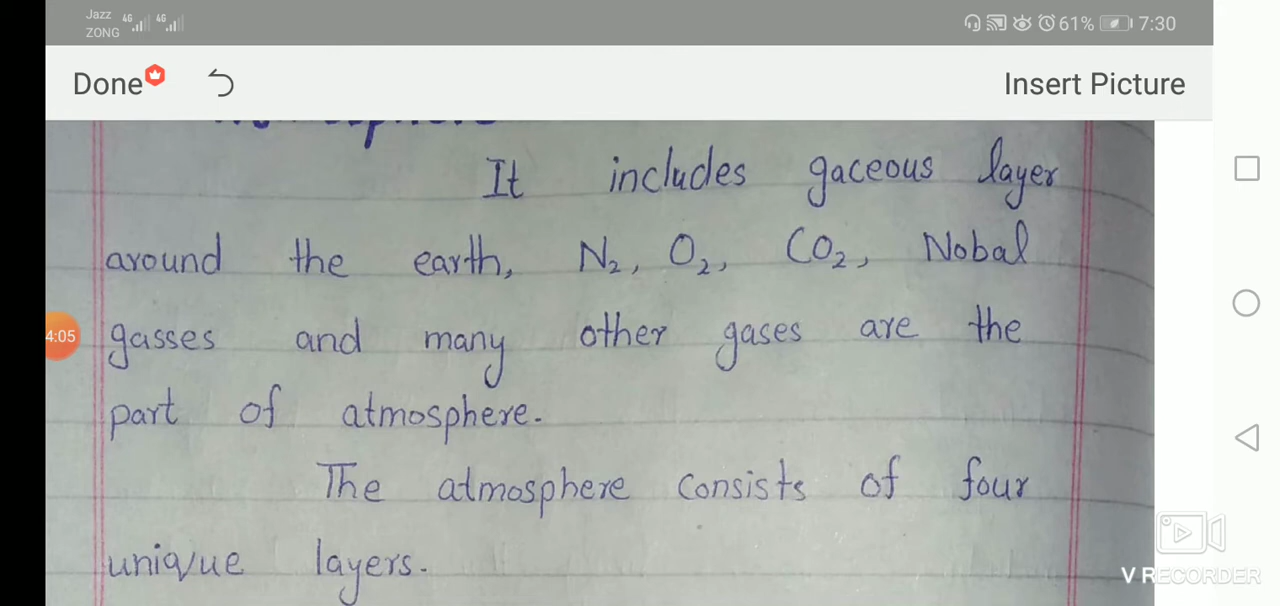 Jazz 4G 4G
ZONG
61% 7:30
Done
Insert Picture
It includes gaceous layer
around the earth, N₂, O₂, CO₂, Nobal
4:05
gasses and many other gases are the
part of atmosphere.
The atmosphere consists of four
unique layers.
V RECORDER